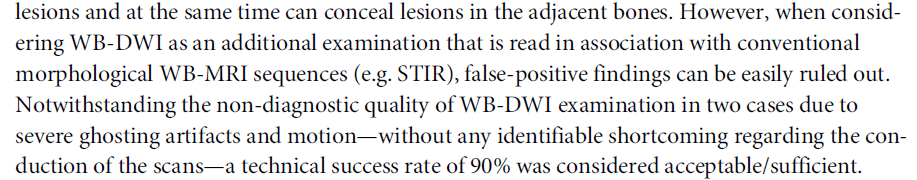 lesions and at the same time can conceal lesions in the adjacent bones. However, when consid-
ering WB-DWI as an additional examination that is read in association with conventional
morphological WB-MRI sequences (e.g. STIR), false-positive findings can be easily ruled out.
Notwithstanding the non-diagnostic quality of WB-DWI examination in two cases due to
severe ghosting artifacts and motion—without any identifiable shortcoming regarding the con-
duction of the scans—a technical success rate of 90% was considered acceptable/sufficient.